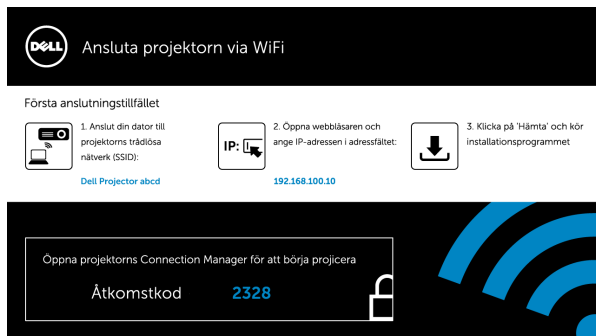 DELL
Ansluta projektorn via WiFi
Första anslutningstillfället
1. Anslut din dator till
projektorns trådlösa
nätverk (SSID):
Dell Projector abcd
IP:
2. Öppna webbläsaren och
ange IP-adressen i adressfältet:
192.168.100.10
3. Klicka på 'Hämta' och kör
installationsprogrammet
Öppna projektorns Connection Manager för att börja projicera
Åtkomstkod 2328